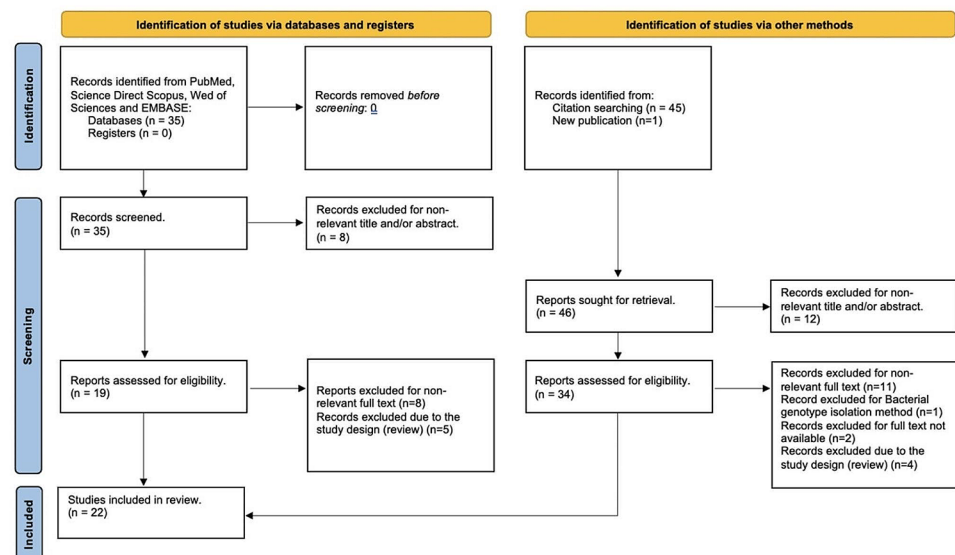 Identification of studies via databases and registers
Identification of studies via other methods
Identification
Records identified from PubMed,
Science Direct Scopus, Wed of
Sciences and EMBASE:
Databases (n = 35)
Registers (n = 0)
Records removed before
screening: 0
Records identified from:
Citation searching (n = 45)
New publication (n=1)
Screening
Records screened.
(n = 35)
Records excluded for non-
relevant title and/or abstract.
(n = 8)
Reports sought for retrieval.
(n = 46)
Records excluded for non-
relevant title and/or abstract.
(n = 12)
Reports assessed for eligibility.
(n = 19)
Reports excluded for non-
relevant full text (n=8)
Records excluded due to the
study design (review) (n=5)
Reports assessed for eligibility.
(n = 34)
Records excluded for non-
relevant full text (n=11)
Record excluded for Bacterial
genotype isolation method (n=1)
Records excluded for full text not
available (n=2)
Records excluded due to the
study design (review) (n=4)
Included
Studies included in review.
(n = 22)